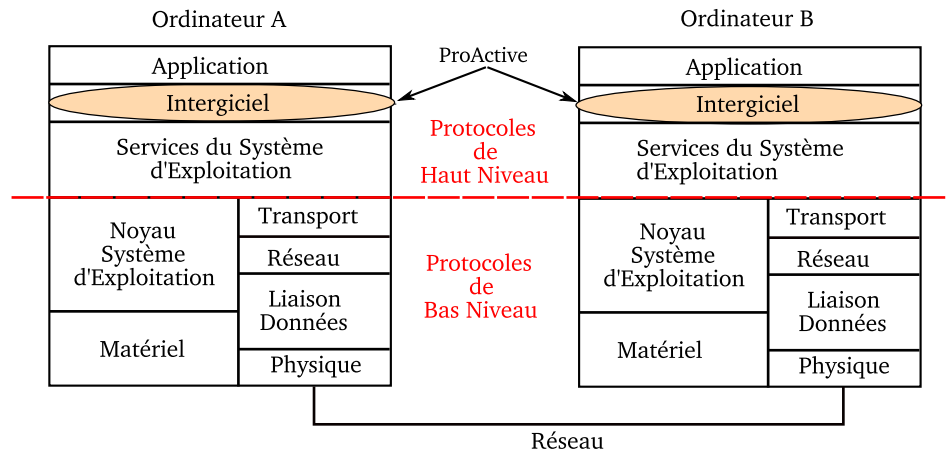 Ordinateur A
Application
Intergiciel
Services du Système
d'Exploitation
Noyau
Système
d'Exploitation
Matériel
Transport
Réseau
Liaison
Données
Physique
ProActive
Protocoles
de
Haut Niveau
Protocoles
de
Bas Niveau
Ordinateur B
Application
Intergiciel
Services du Système
d'Exploitation
Noyau
Système
d'Exploitation
Matériel
Transport
Réseau
Liaison
Données
Physique
Réseau